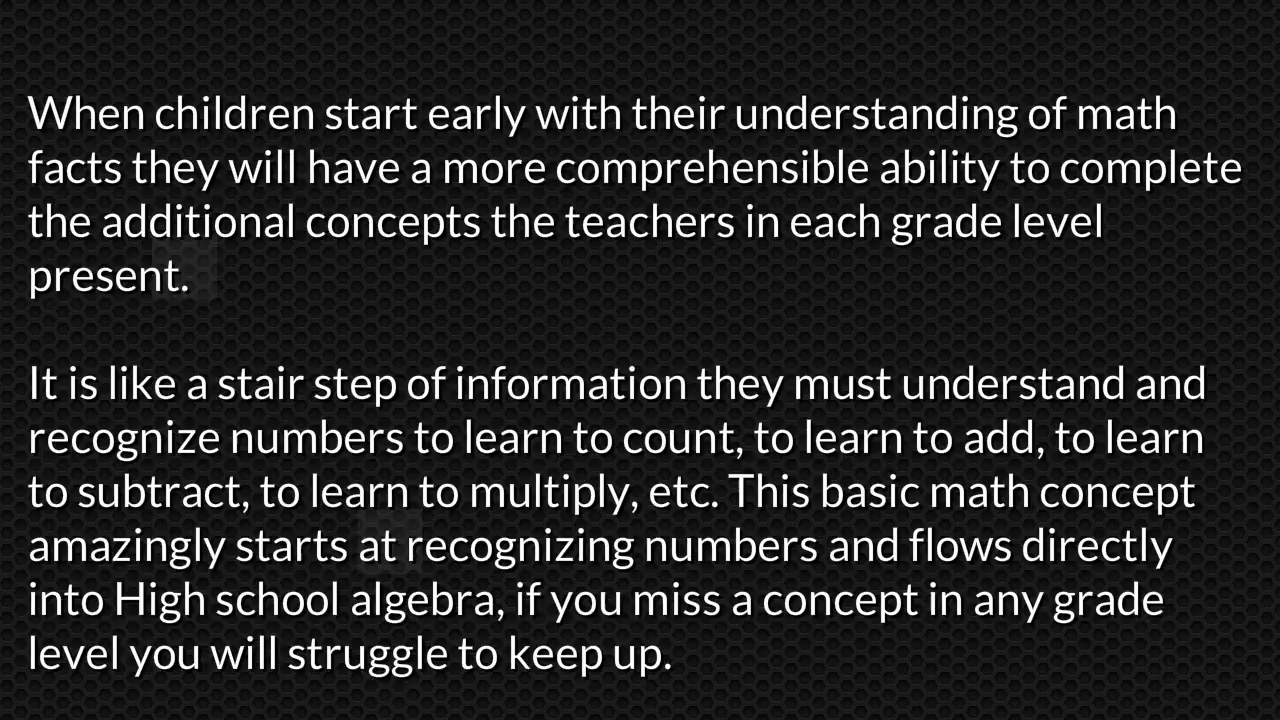 When children start early with their understanding of math
facts they will have a more comprehensible ability to complete
the additional concepts the teachers in each grade level
present.
It is like a stair step of information they must understand and
recognize numbers to learn to count, to learn to add, to learn
to subtract, to learn to multiply, etc. This basic math concept
amazingly starts at recognizing numbers and flows directly
into High school algebra, if you miss a concept in any grade
level you will struggle to keep up.